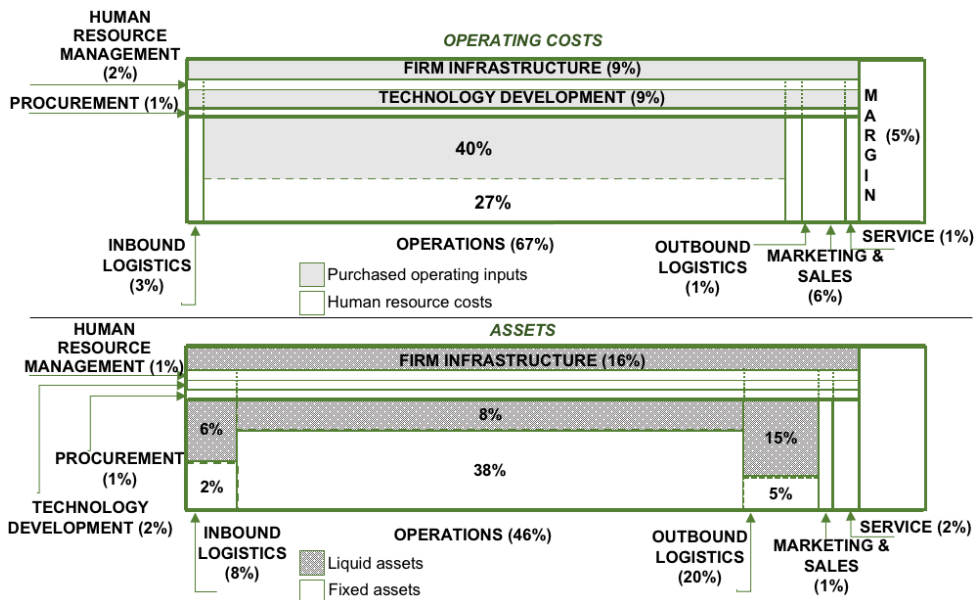 HUMAN
RESOURCE
MANAGEMENT
(2%)
PROCUREMENT (1%)
OPERATING COSTS
FIRM INFRASTRUCTURE (9%)
TECHNOLOGY DEVELOPMENT (9%)
40%
27%
MARGIN
(5%)
INBOUND
LOGISTICS
(3%)
OPERATIONS (67%)
OUTBOUND
LOGISTICS
(1%)
MARKETING &
SALES
(6%)
SERVICE (1%)
Purchased operating inputs
Human resource costs
ASSETS
HUMAN
RESOURCE
MANAGEMENT (1%)
FIRM INFRASTRUCTURE (16%)
6%
2%
8%
38%
15%
5%
PROCUREMENT
(1%)
TECHNOLOGY
DEVELOPMENT (2%)
INBOUND
LOGISTICS
(8%)
OPERATIONS (46%)
OUTBOUND
LOGISTICS
(20%)
MARKETING &
SALES
(1%)
SERVICE (2%)
Liquid assets
Fixed assets